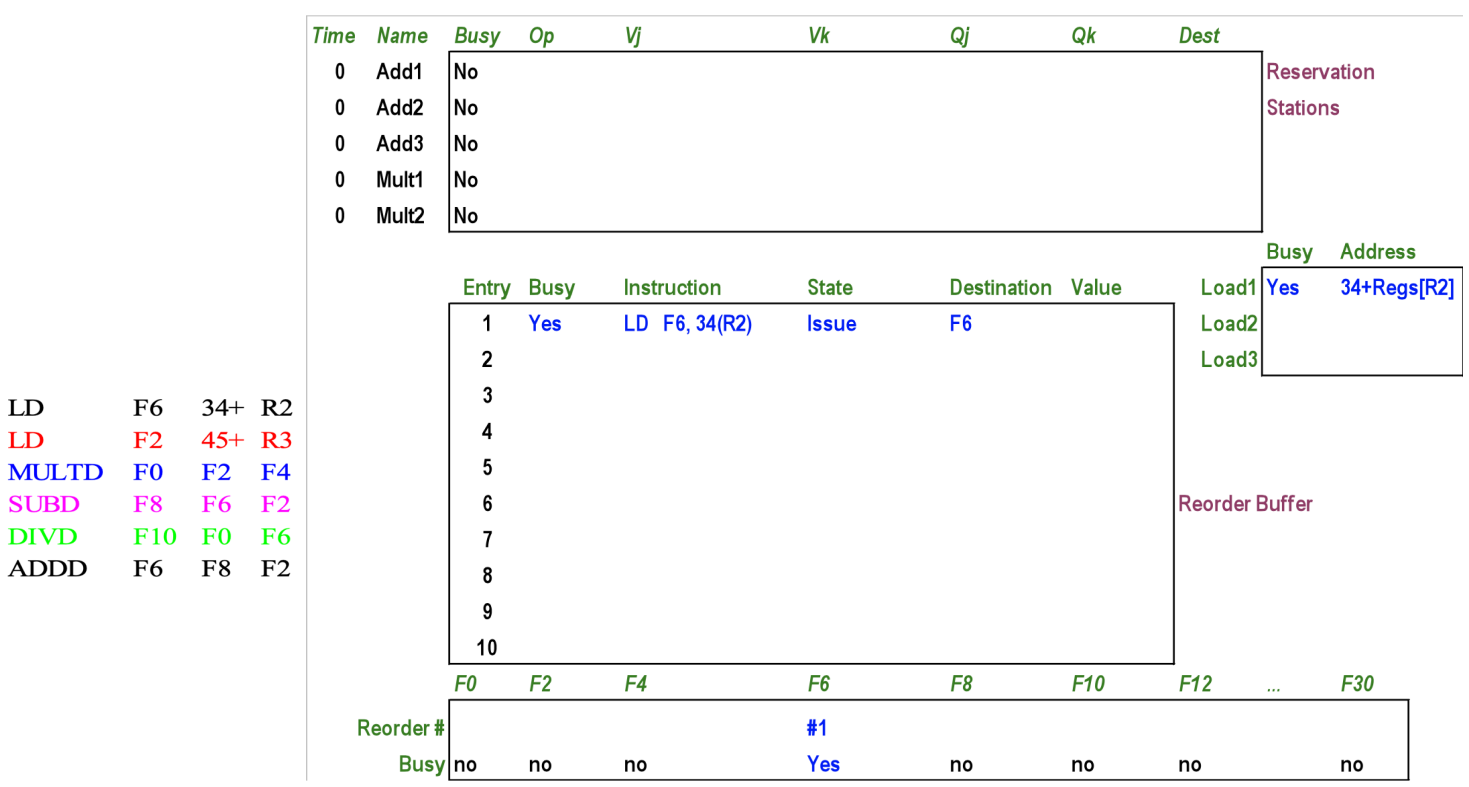 Time Name Busy Op Vj Vk Qj Qk Dest
0 Add1 No Reservation
0 Add2 No Stations
0 Add3 No
0 Mult1 No
0 Mult2 No
Busy Address
Entry Busy Instruction State Destination Value Load1 Yes 34+Regs[R2]
1 Yes LD F6, 34(R2) Issue F6 Load2
2 Load3
3
LD F6 34+ R2
4
LD F2 45+ R3
5
MULTD F0 F2 F4
6 Reorder Buffer
SUBD F8 F6 F2
7
DIVD F10 F0 F6
8
ADDD F6 F8 F2
9
10
F0 F2 F4 F6 F8 F10 F12 ... F30
Reorder # #1
Busy no no no Yes no no no no